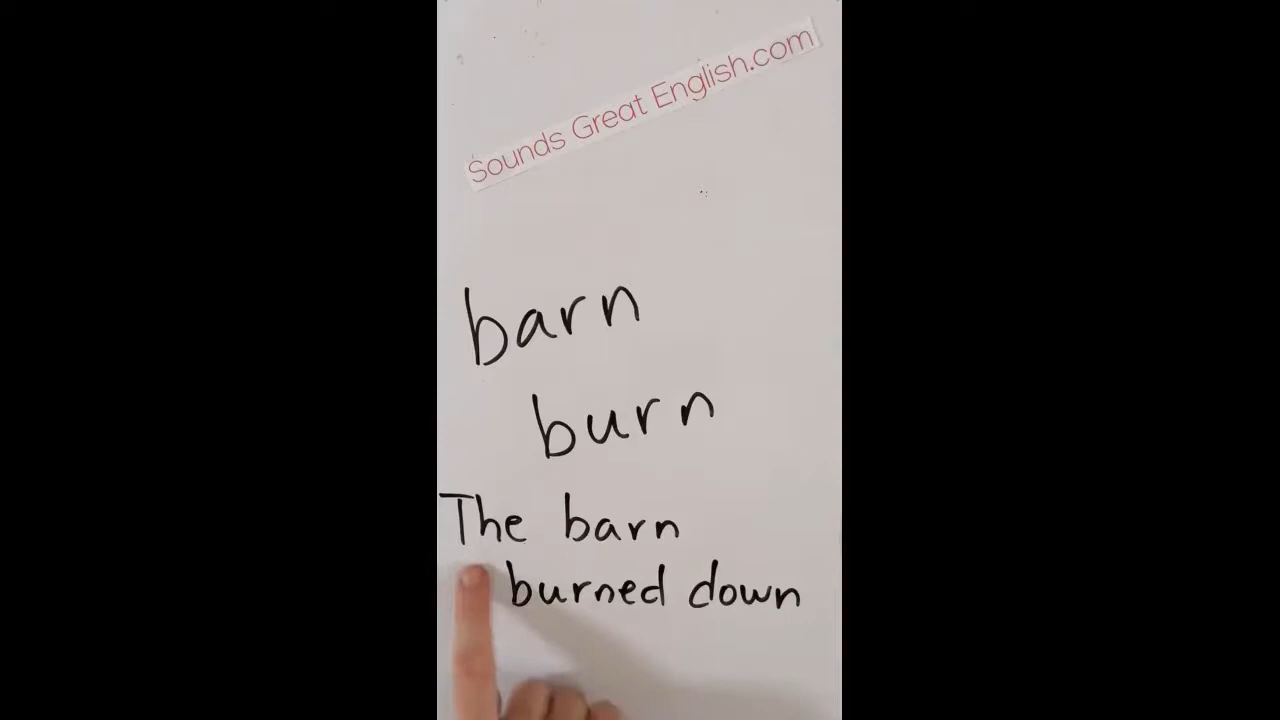 Sounds Great English.com
barn
burn
The barn
burned down